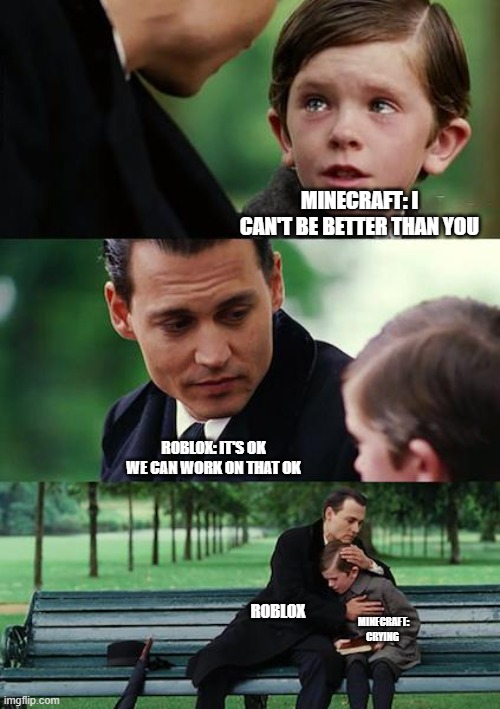 MINECRAFT: I
CAN'T BE BETTER THAN YOU
ROBLOX: IT'S OK
WE CAN WORK ON THAT OK
ROBLOX
MINECRAFT:
CRYING
imgflip.com